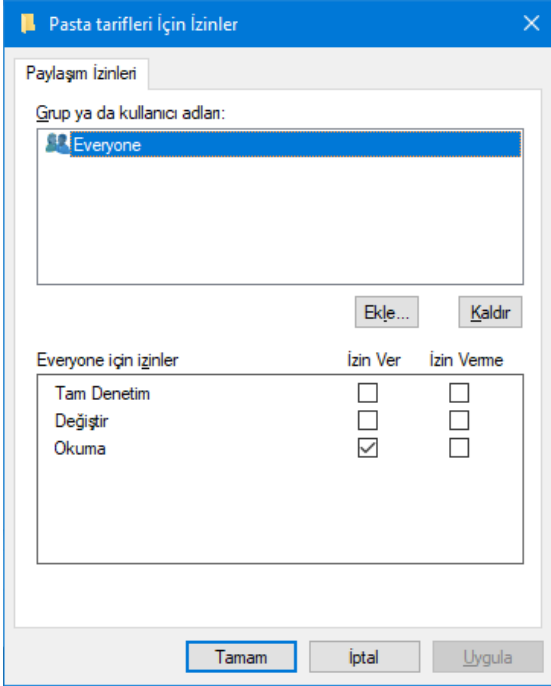 Pasta tarifleri İçin İzinler
Paylaşım İzinleri
Grup ya da kullanıcı adları:
Everyone
Ekle...
Kaldır
Everyone için izinler
İzin Ver
İzin Verme
Tam Denetim
Değiştir
Okuma
Tamam
İptal
Uygula